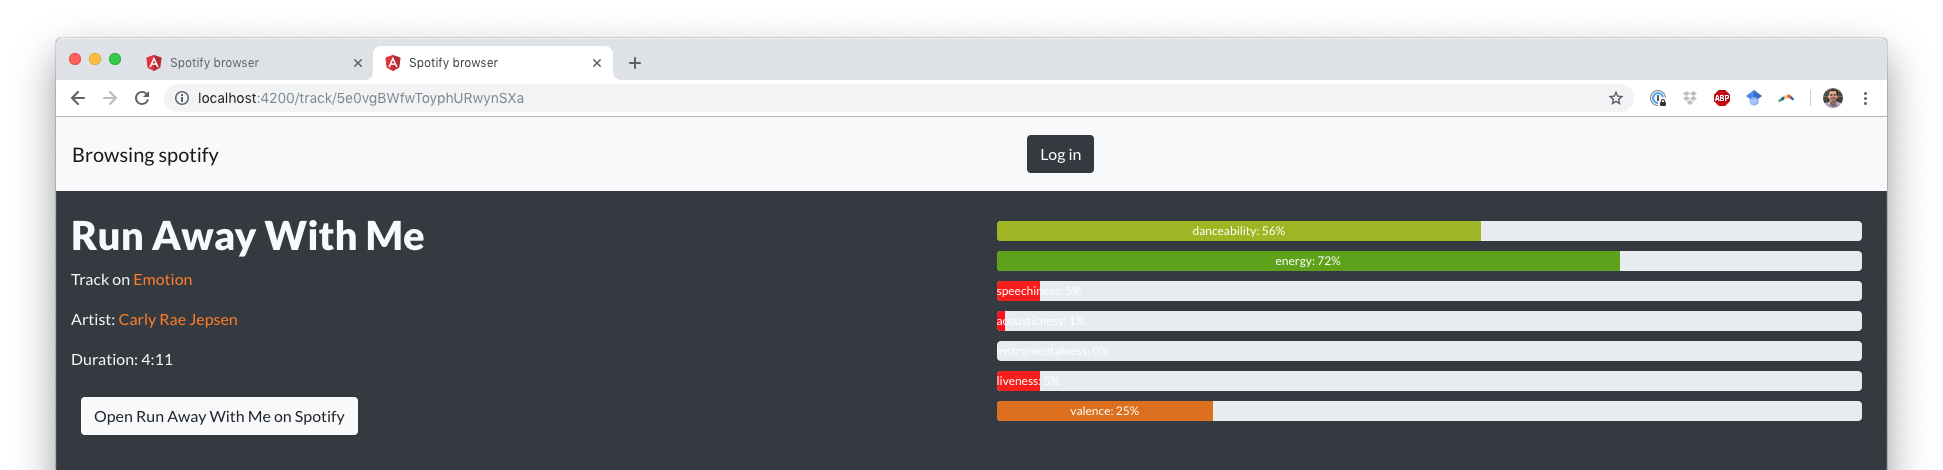 Spotify browser
Spotify browser
localhost:4200/track/5e0vgBWfwToyphURwynSXa
ABP
Browsing spotify
Log in
Run Away With Me
Track on Emotion
Artist: Carly Rae Jepsen
Duration: 4:11
Open Run Away With Me on Spotify
danceability: 56%
energy: 72%
speechiness: 5%
acousticness: 1%
instrumentalness: 0%
liveness: 5%
valence: 25%